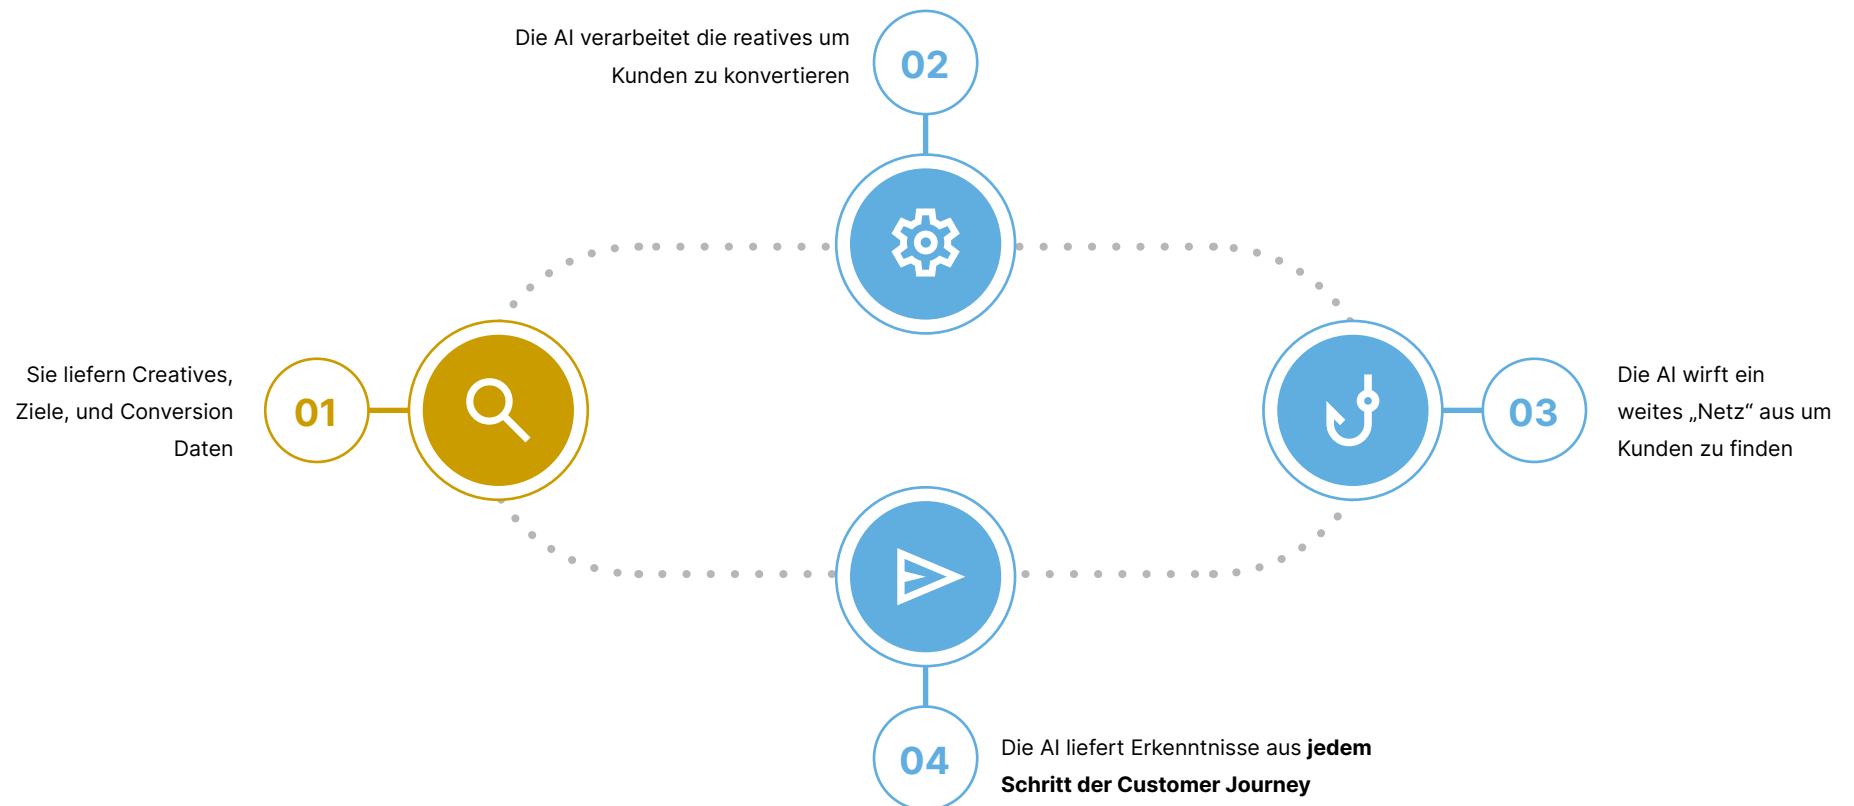 Die AI verarbeitet die reatives um
Kunden zu konvertieren
02
Sie liefern Creatives,
Ziele, und Conversion
Daten
01
03
Die AI wirft ein
weites „Netz“ aus um
Kunden zu finden
04
Die AI liefert Erkenntnisse aus jedem
Schritt der Customer Journey